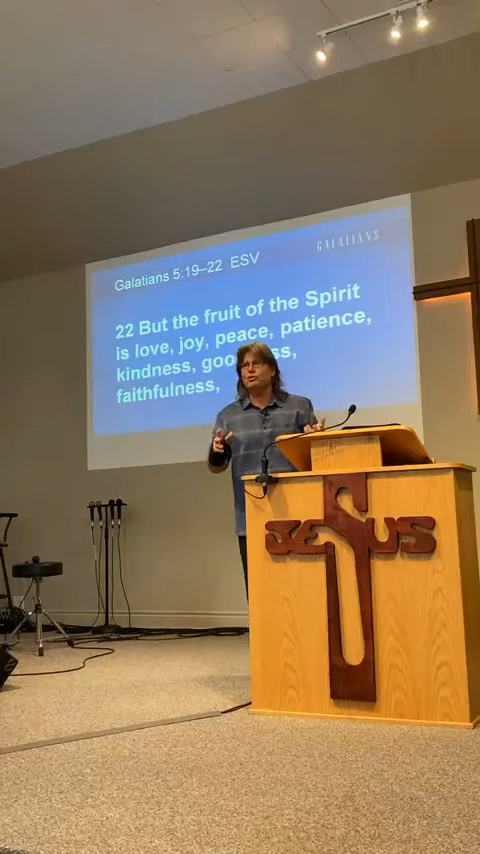 GALATIANS
Galatians 5:19–22 ESV
22 But the fruit of the Spirit
is love, joy, peace, patience,
kindness, goodness,
faithfulness,
JESUS